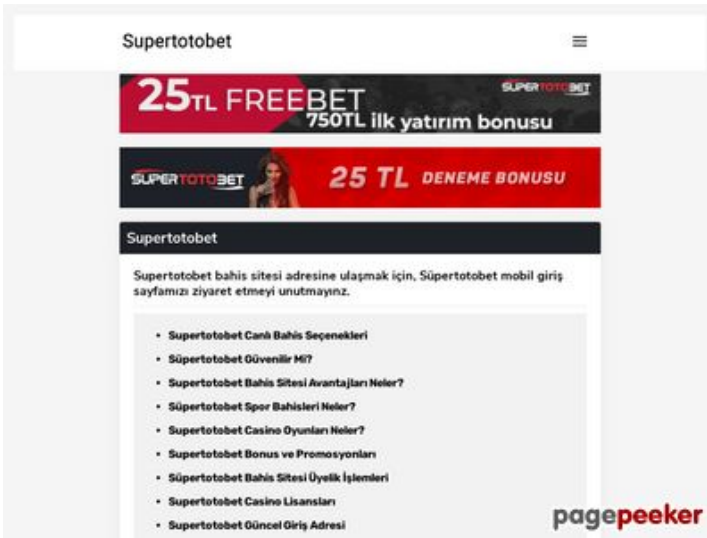 Supertotobet
25TL FREEBET
SUPERTOTOBET
750TL ilk yatırım bonusu
SUPERTOTOBET
25 TL DENEME BONUSU
Supertotobet
Supertotobet bahis sitesi adresine ulaşmak için, Süpertotobet mobil giriş
sayfamızı ziyaret etmeyi unutmayınız.
• Supertotobet Canlı Bahis Seçenekleri
• Süpertotobet Güvenilir Mi?
• Supertotobet Bahis Sitesi Avantajları Neler?
• Süpertotobet Spor Bahisleri Neler?
• Supertotobet Casino Oyunları Neler?
• Supertotobet Bonus ve Promosyonları
• Süpertotobet Bahis Sitesi Üyelik İşlemleri
• Supertotobet Casino Lisansları
• Supertotobet Güncel Giriş Adresi
pagepeeker